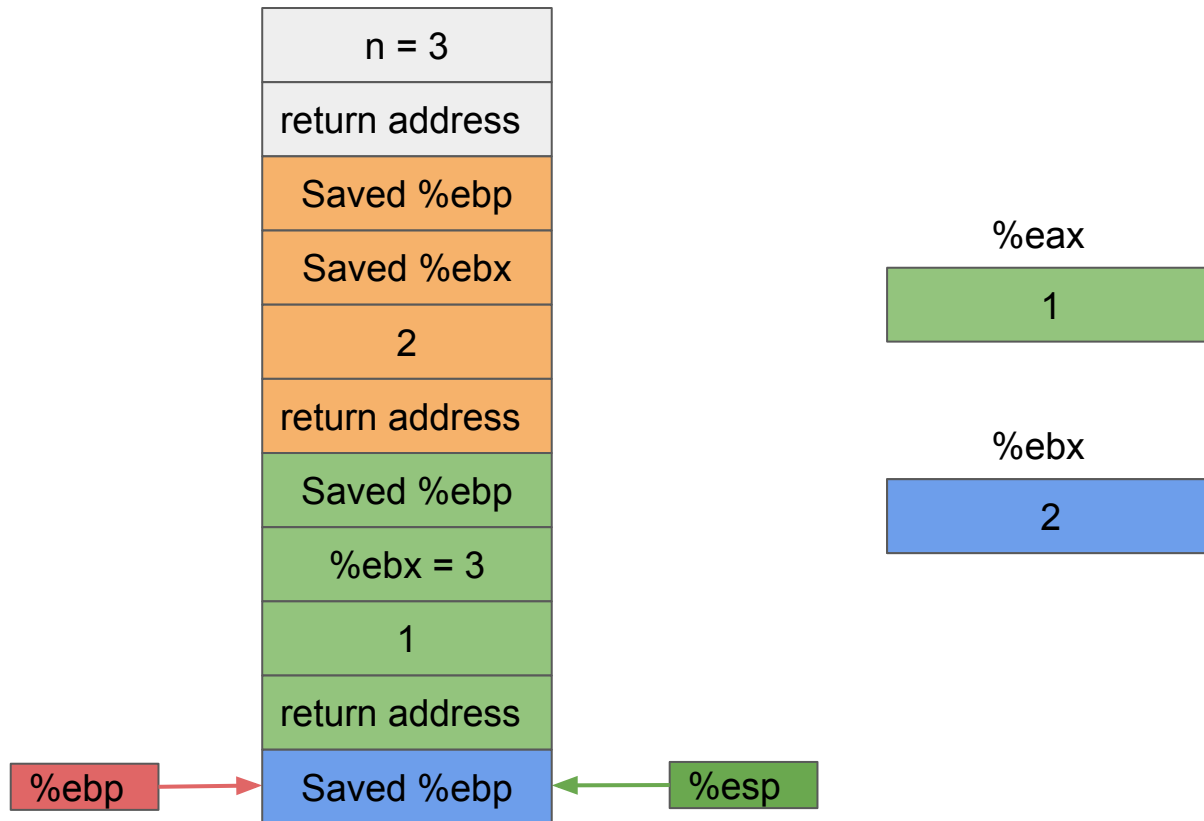 n = 3
return address
Saved %ebp
Saved %ebx
2
return address
Saved %ebp
%ebx = 3
1
return address
Saved %ebp
%ebp
%esp
%eax
1
%ebx
2